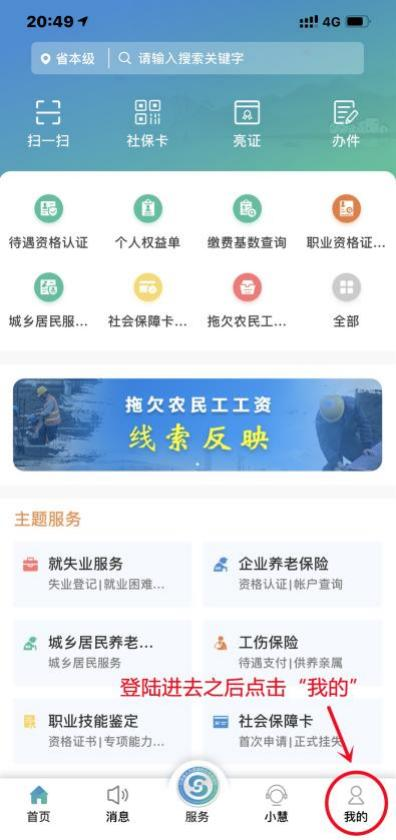 20:49 4G
省本级 请输入搜索关键字
扫一扫 社保卡 亮证 办件
待遇资格认证 个人权益单 缴费基数查询 职业资格证...
城乡居民服... 社会保障卡... 拖欠农民工... 全部
拖欠农民工工资
线索反映
主题服务
就失业服务 企业养老保险
失业登记|就业困难... 资格认证|帐户查询
城乡居民养老... 工伤保险
城乡居民服务 待遇支付|供养亲属
登陆进去之后点击“我的”
职业技能鉴定 社会保障卡
资格证书|专项能力... 首次申请|正式挂失
首页 消息 服务 小慧 我的